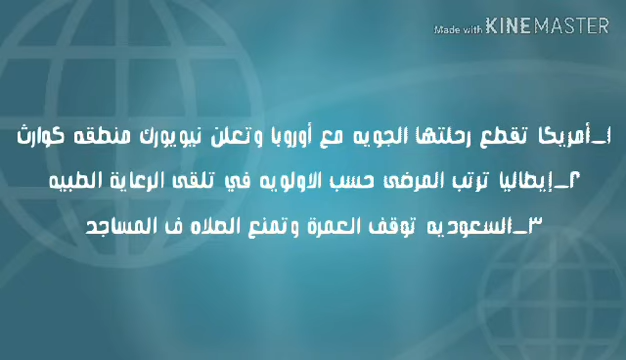 Made with KINEMASTER
١_أمريكا تقطع رحلتها الجويه مع أوروبا وتعلن نيويورك منطقه كوارث
٢_إيطاليا ترتب المرضى حسب الاولويه في تلقى الرعاية الطبيه
٣_السعوديه توقف العمرة وتمنع الصلاه ف المساجد